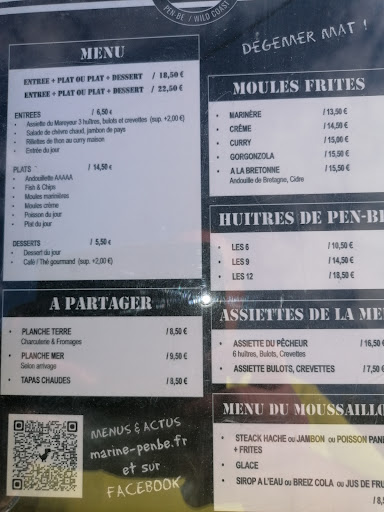 PEN-BE / WILD COAST
DEGEMER MAT !
MENU
ENTREE + PLAT OU PLAT + DESSERT / 18,50€
ENTREE + PLAT OU PLAT + DESSERT / 22,50€
ENTREES / 6,50€
• Assiette du Mareyeur 3 huîtres, bulots et crevettes (sup. +2,00 €)
• Salade de chèvre chaud, jambon de pays
• Rillettes de thon au curry maison
• Entrée du jour
PLATS / 14,50€
• Andouillette AAAAA
• Fish & Chips
• Moules marinières
• Moules crème
• Poisson du jour
• Plat du jour
DESSERTS / 5,50€
• Dessert du jour
• Café / Thé gourmand (sup. +2,00 €)
A PARTAGER
• PLANCHE TERRE / 8,50€
Charcuterie & Fromages
• PLANCHE MER / 9,50€
Selon arrivage
• TAPAS CHAUDES / 8,50€
MENUS & ACTUS
marine-penbe.fr
et sur
FACEBOOK
MOULES FRITES
• MARINIÈRE / 13,50 €
• CRÈME / 14,50€
• CURRY / 15,00€
• GORGONZOLA / 15,50€
• A LA BRETONNE / 15,50€
Andouille de Bretagne, Cidre
HUITRES DE PEN-BE
• LES 6 / 10,50€
• LES 9 / 14,50€
• LES 12 / 18,50€
ASSIETTES DE LA ME
• ASSIETTE DU PÊCHEUR / 16,50 €
6 huîtres, Bulots, Crevettes
• ASSIETTE BULOTS, CREVETTES / 7,50 €
MENU DU MOUSSAILLO
• STEACK HACHE OU JAMBON OU POISSON PANE
+ FRITES
• GLACE
• SIROP A L'EAU OU BREIZ COLA OU JUS DE FRU
/ 8,5